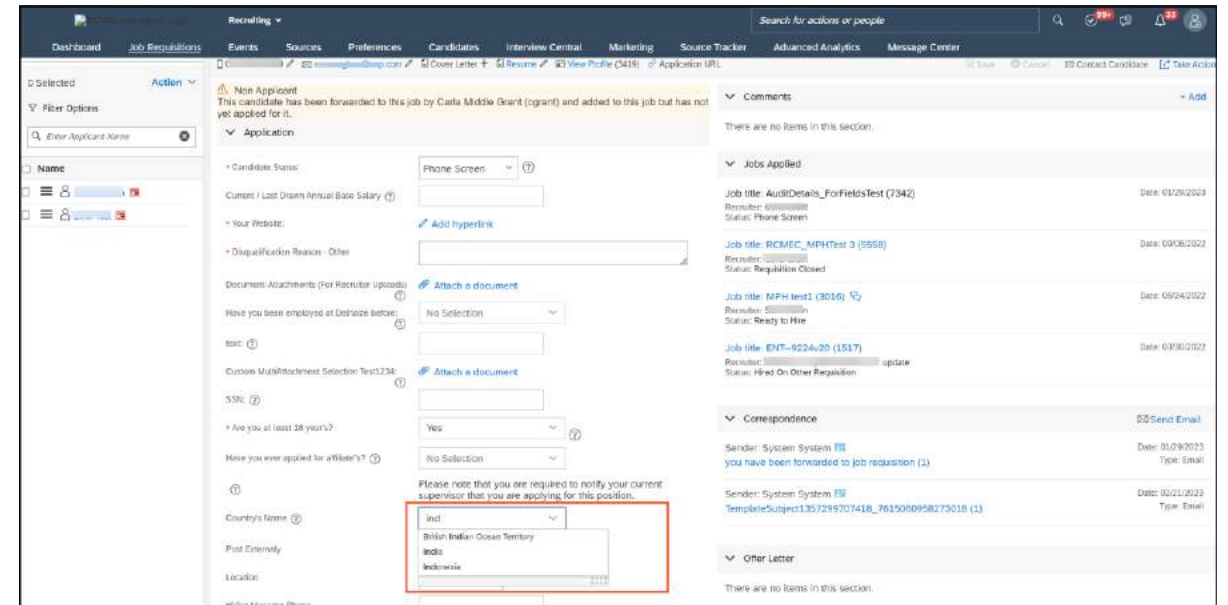 Recruiting
Search for actions or people
99+
33
Dashboard
Job Requisitions
Events
Sources
Preferences
Candidates
Interview Central
Marketing
Source Tracker
Advanced Analytics
Message Center
Cover Letter + Resume View Profile (5419) Application URL
Save
Cancel
Contact Candidate
Take Action
0 Selected
Action
Filter Options
Enter Applicant Name
Name
Non Applicant
This candidate has been forwarded to this job by Carla Middle Grant (cgrant) and added to this job but has not
yet applied for it.
Application
* Candidate Status:
Phone Screen
Current / Last Drawn Annual Base Salary
* Your Website:
Add hyperlink
* Disqualification Reason - Other
Document Attachments (For Recruiter Uploads)
Attach a document
Have you been employed at Delhaize before:
No Selection
text:
Custom MultiAttachment Selection Test1234:
Attach a document
SSN:
* Are you at least 18 year's?
Yes
Have you ever applied for affiliate's?
No Selection
Please note that you are required to notify your current
supervisor that you are applying for this position.
Country's Name
ind
British Indian Ocean Territory
India
Indonesia
Post Externally
Location
Hiring Manager Phone
Comments
+ Add
There are no items in this section.
Jobs Applied
Job title: AuditDetails_ForFieldsTest (7342)
Date: 01/29/2023
Recruiter:
Status: Phone Screen
Job title: RCMEC_MPHTest 3 (5558)
Date: 09/08/2022
Recruiter:
Status: Requisition Closed
Job title: MPH test1 (3016)
Recruiter:
Status: Ready to Hire
Job title: ENT--9224v20 (1517)
Date: 03/30/2022
Recruiter: update
Status: Hired On Other Requisition
Correspondence
Send Email
Sender: System System
Date: 01/29/2023
you have been forwarded to job requisition (1)
Type: Email
Sender: System System
Date: 02/21/2023
TemplateSubject1357299707418_7615060958273018 (1)
Type: Email
Offer Letter
There are no items in this section.